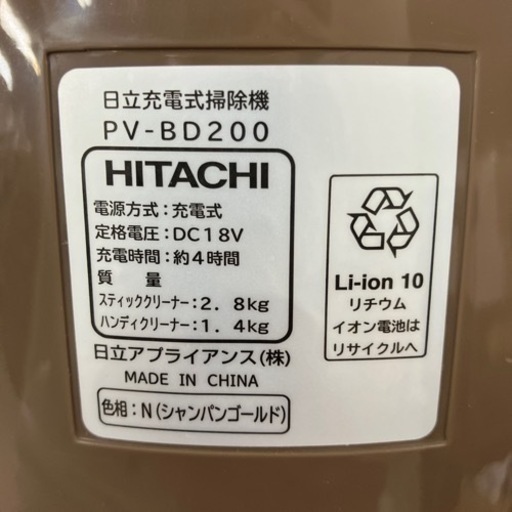 日立充電式掃除機
PV-BD200
HITACHI
電源方式:充電式
定格電圧:DC18V
充電時間:約4時間
質　量
スティッククリーナー:2.8kg
ハンディクリーナー:1.4kg
日立アプライアンス(株)
MADE IN CHINA
色相:N(シャンパンゴールド)
Li-ion 10
リチウム
イオン電池は
リサイクルへ